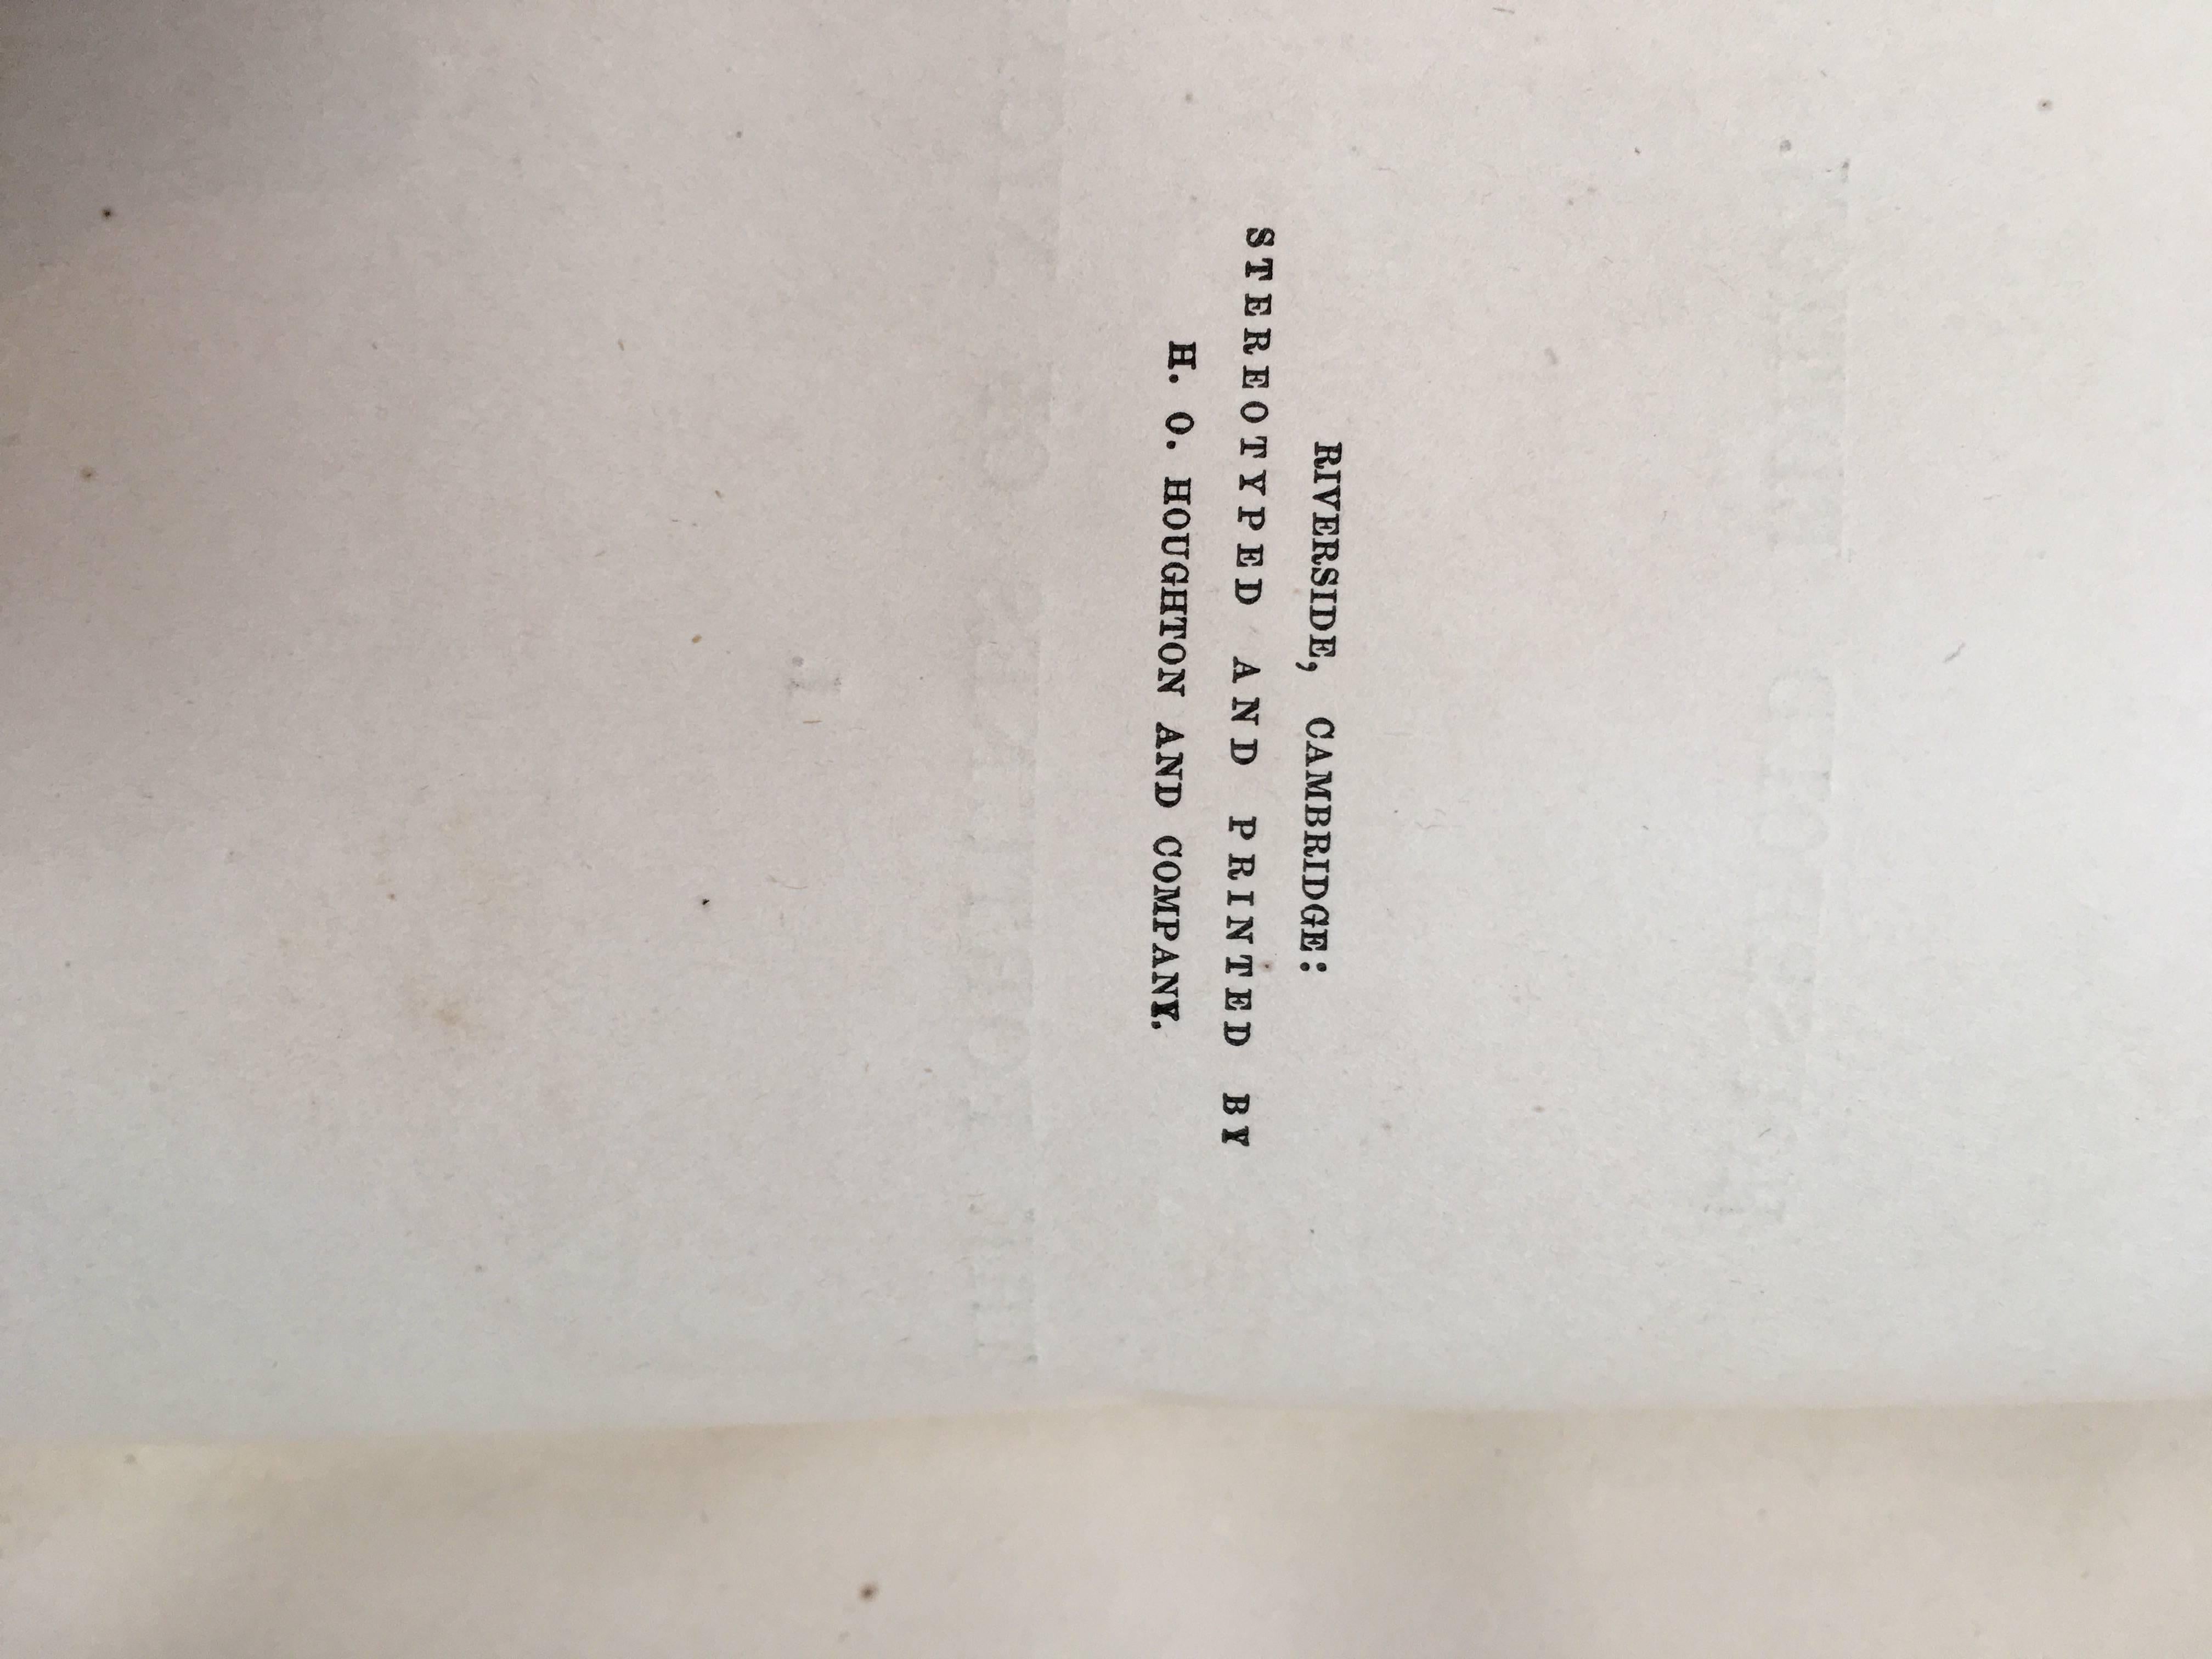 RIVERSIDE, CAMBRIDGE:
STEREOTYPED AND PRINTED BY
H. O. HOUGHTON AND COMPANY.